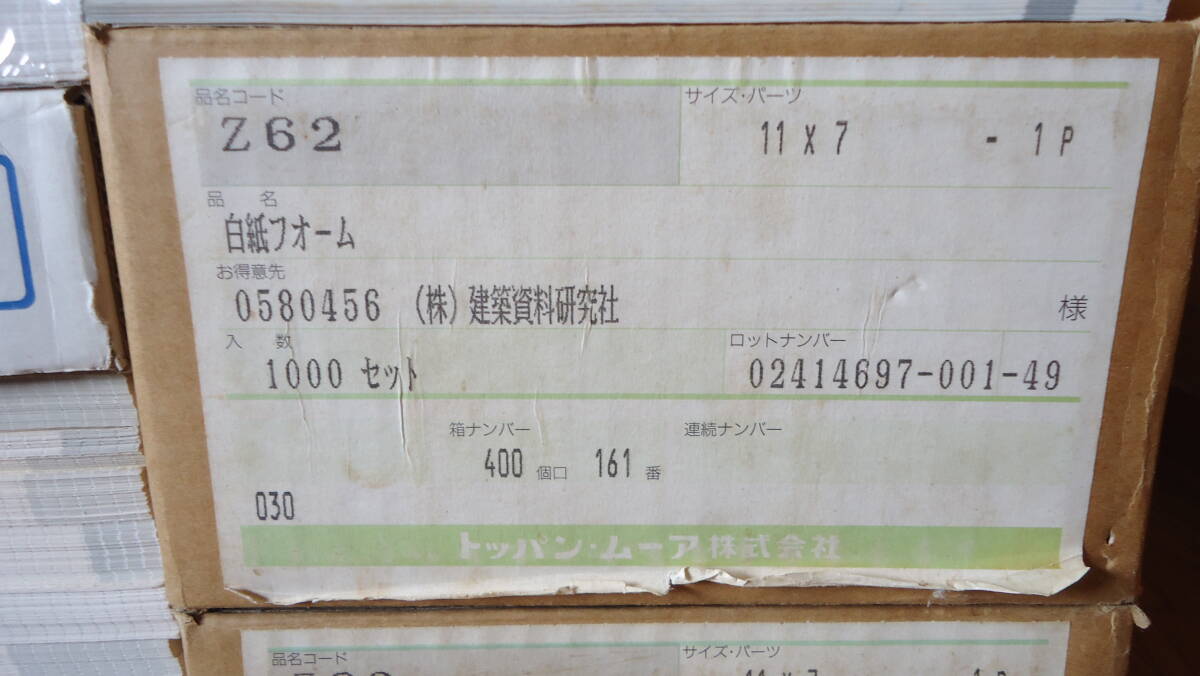 品名コード
Z62
サイズ・パーツ
11 X 7 - 1 P
品 名
白紙フオーム
お得意先
0580456 (株) 建築資料研究社 様
入 数
1000 セット
ロットナンバー
02414697-001-49
箱ナンバー
400 個口 161 番
連続ナンバー
030
トッパン・ムーア株式会社
品名コード
サイズ・パーツ